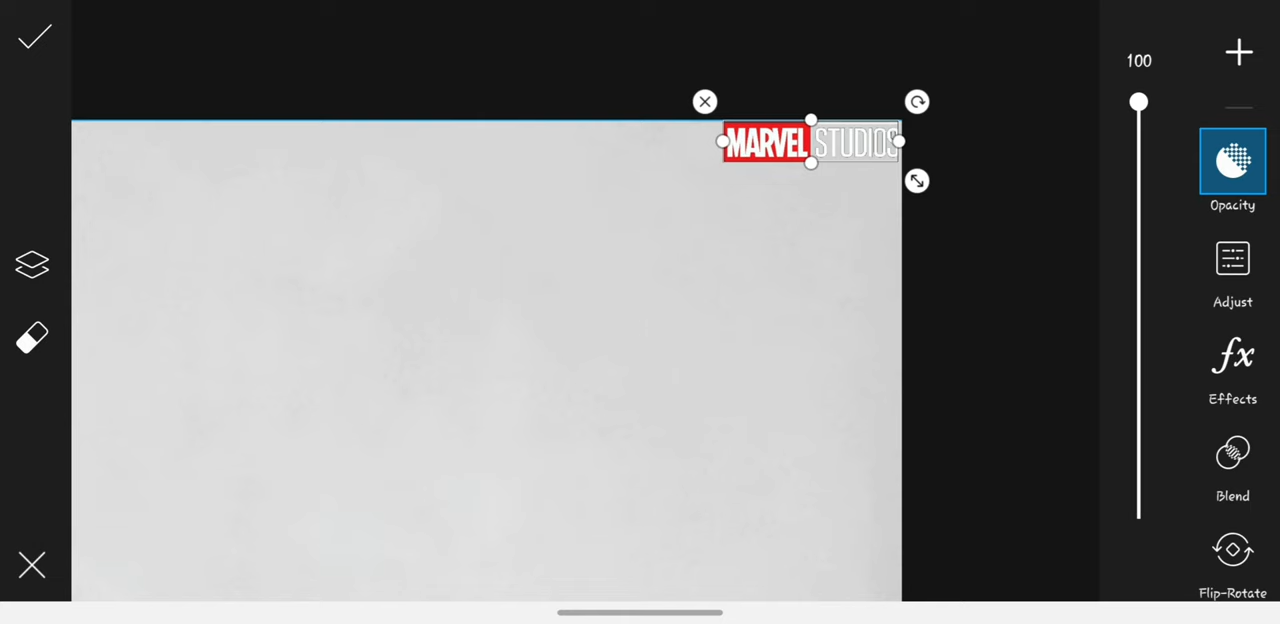 100
MARVEL STUDIOS
Opacity
Adjust
fx
Effects
Blend
Flip-Rotate